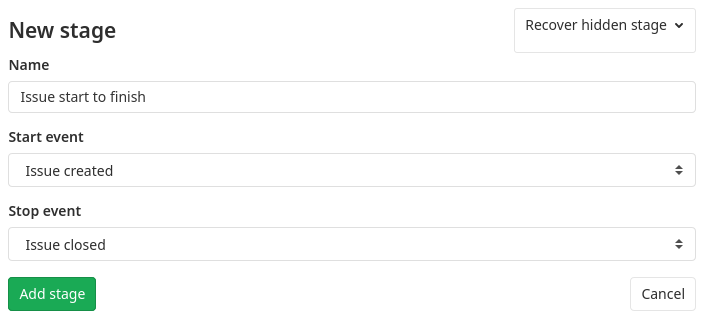 New stage
Recover hidden stage
Name
Issue start to finish
Start event
Issue created
Stop event
Issue closed
Add stage
Cancel